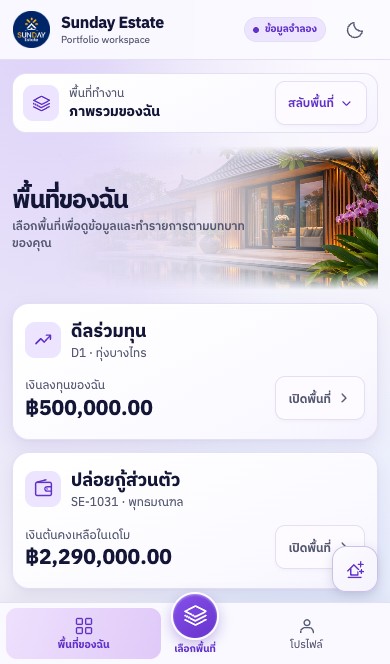 SUNDAY
Estate
Sunday Estate
Portfolio workspace
ข้อมูลจำลอง
พื้นที่ทำงาน
ภาพรวมของฉัน
สลับพื้นที่
พื้นที่ของฉัน
เลือกพื้นที่เพื่อดูข้อมูลและทำรายการตามบทบาท
ของคุณ
ดีลร่วมทุน
D1 · ทุ่งบางไทร
เงินลงทุนของฉัน
฿500,000.00
เปิดพื้นที่
ปล่อยกู้ส่วนตัว
SE-1031 · พุทธมณฑล
เงินต้นคงเหลือในเดโม
฿2,290,000.00
เปิดพื้นที่
พื้นที่ของฉัน
เลือกพื้นที่
โปรไฟล์